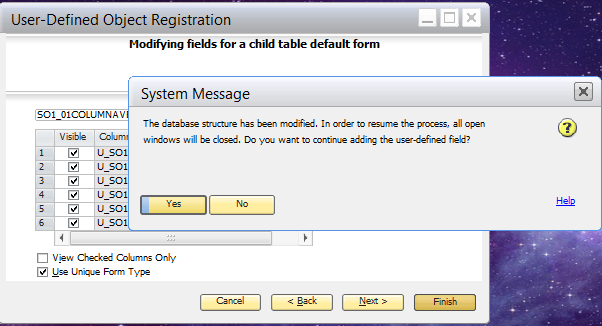 User-Defined Object Registration
Modifying fields for a child table default form
System Message
The database structure has been modified. In order to resume the process, all open
windows will be closed. Do you want to continue adding the user-defined field?
Yes
No
Help
SO1_01COLUMNAVE
Visible
Colum
1
U_SO1
2
U_SO1
3
U_SO1
4
U_SO1
5
U_SO1
6
U_SO1
View Checked Columns Only
Use Unique Form Type
Cancel
< Back
Next >
Finish